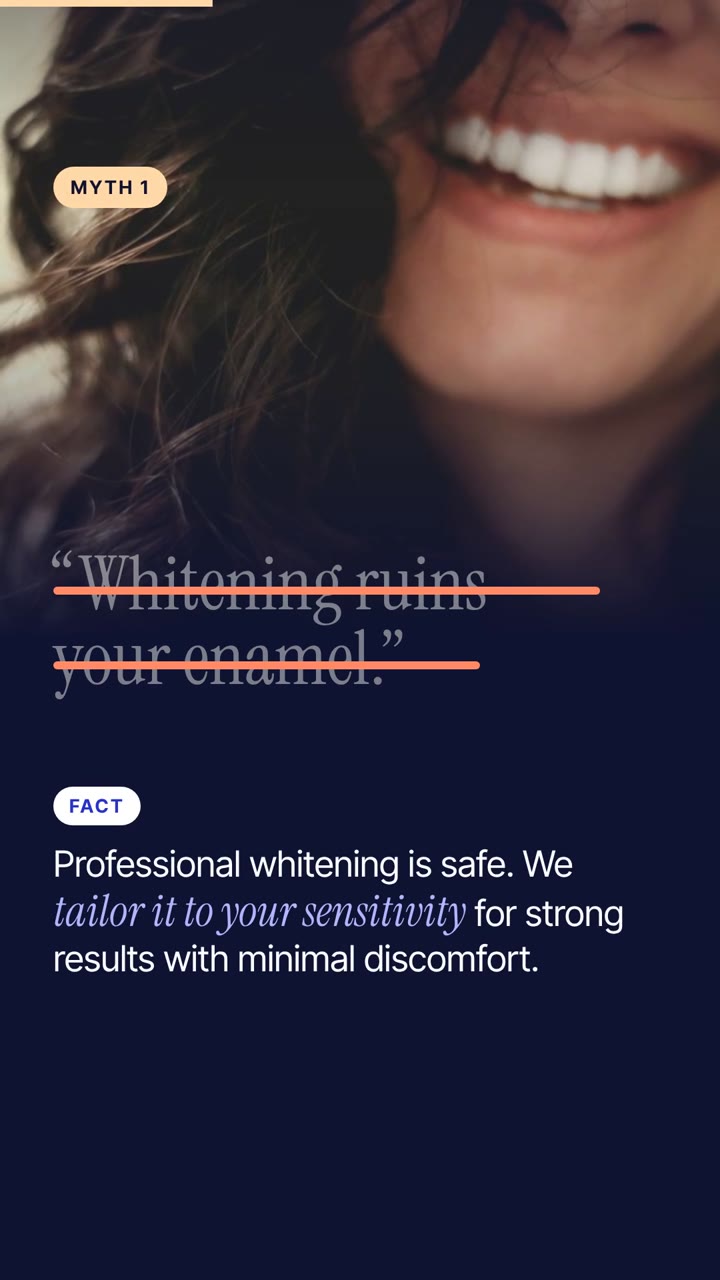 MYTH 1
“Whitening ruins
your enamel.”
FACT
Professional whitening is safe. We
tailor it to your sensitivity for strong
results with minimal discomfort.